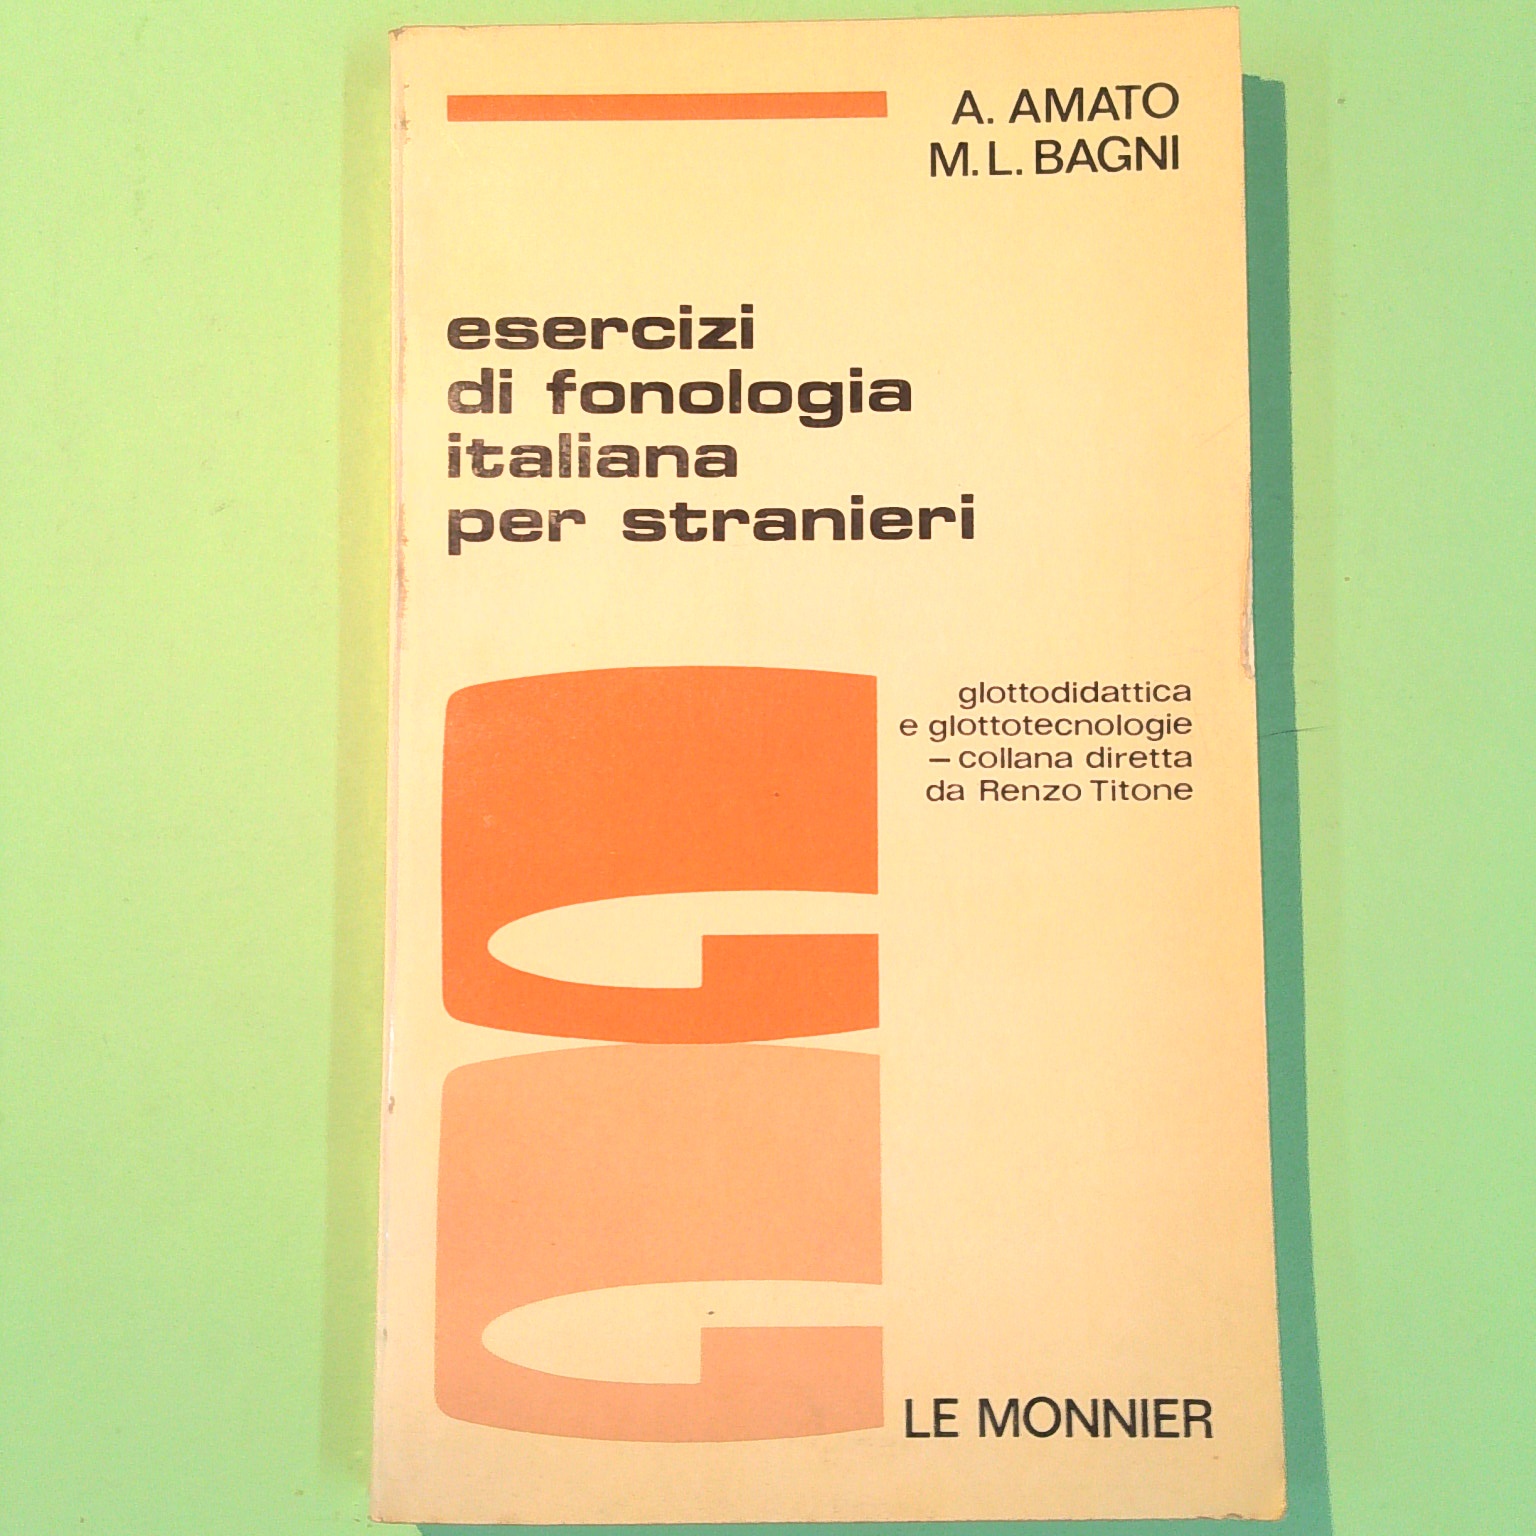 A. AMATO
M. L. BAGNI
esercizi
di fonologia
italiana
per stranieri
glottodidattica
e glottotecnologie
– collana diretta
da Renzo Titone
LE MONNIER